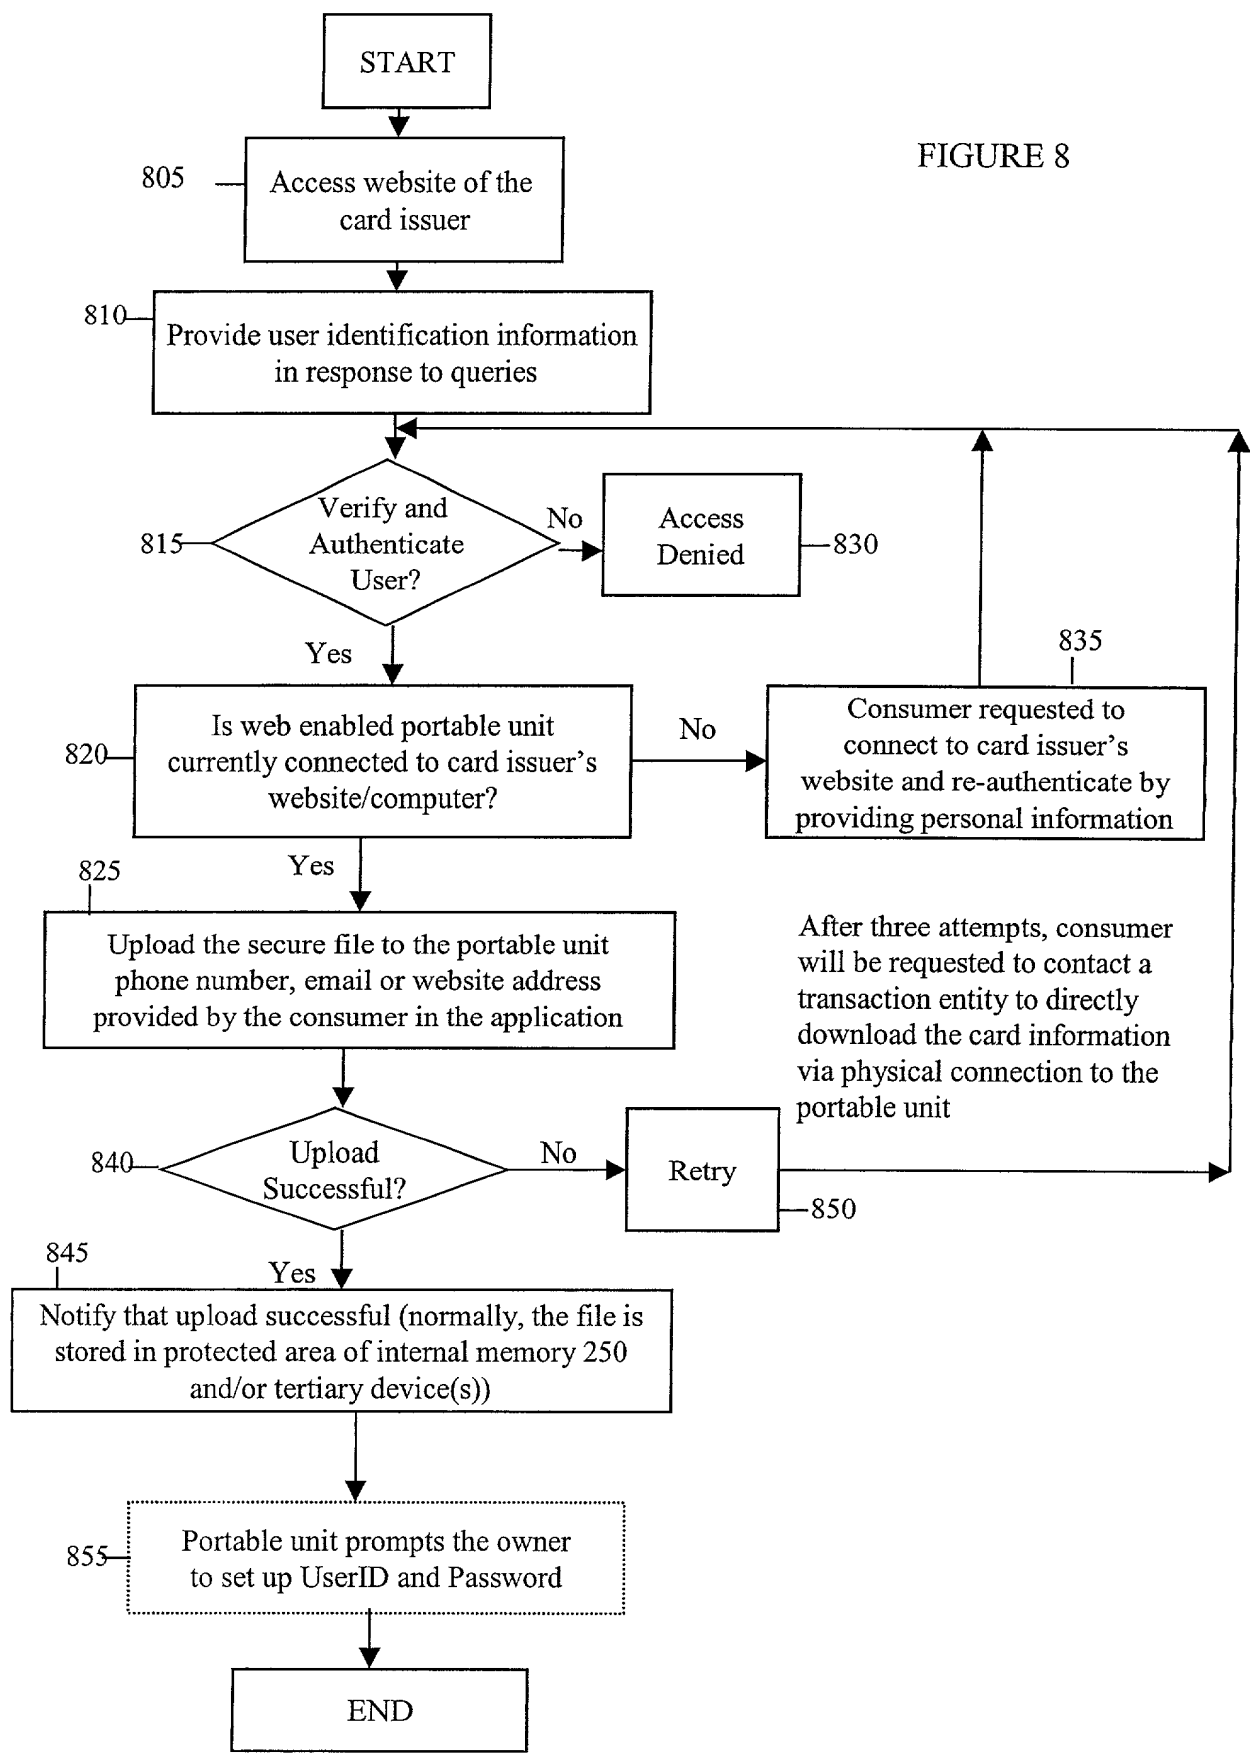 START
FIGURE 8
805
Access website of the
card issuer
810
Provide user identification information
in response to queries
815
Verify and
Authenticate
User?
No
Access
Denied
830
Yes
835
820
Is web enabled portable unit
currently connected to card issuer's
website/computer?
No
Consumer requested to
connect to card issuer's
website and re-authenticate by
providing personal information
Yes
825
Upload the secure file to the portable unit
phone number, email or website address
provided by the consumer in the application
After three attempts, consumer
will be requested to contact a
transaction entity to directly
download the card information
via physical connection to the
portable unit
840
Upload
Successful?
No
Retry
850
Yes
845
Notify that upload successful (normally, the file is
stored in protected area of internal memory 250
and/or tertiary device(s))
855
Portable unit prompts the owner
to set up UserID and Password
END